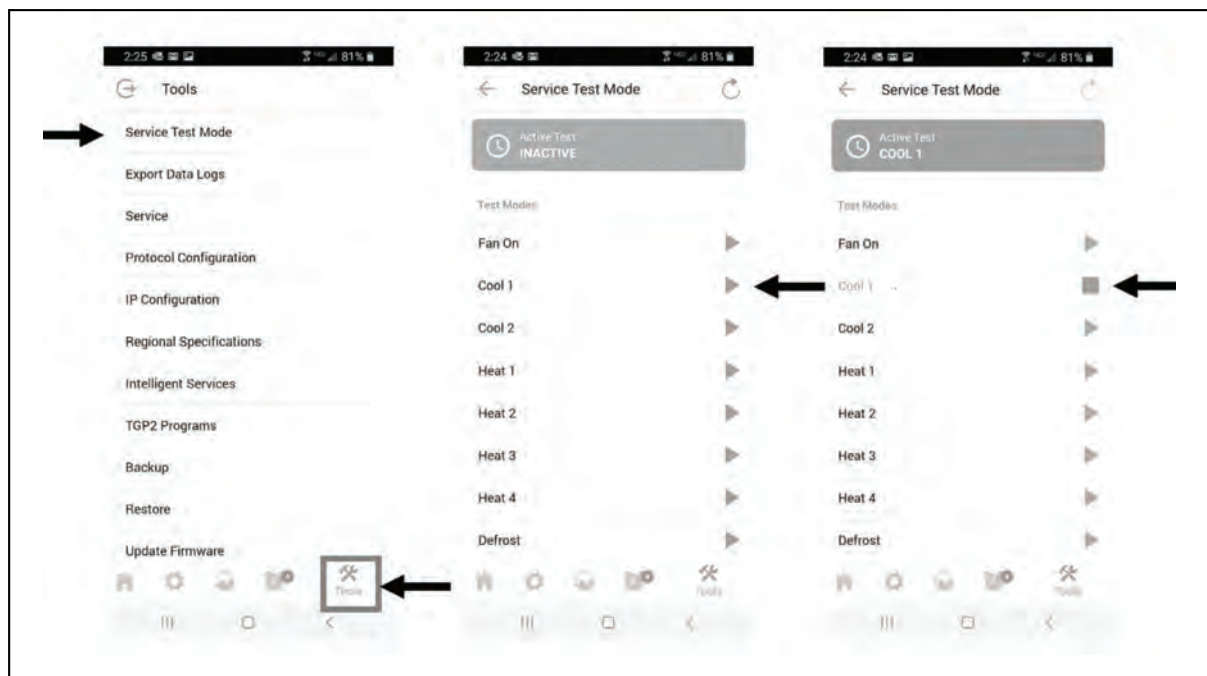 2:25
81%
Tools
Service Test Mode
Export Data Logs
Service
Protocol Configuration
IP Configuration
Regional Specifications
Intelligent Services
TGP2 Programs
Backup
Restore
Update Firmware
Tools
2:24
81%
Service Test Mode
Active Test
INACTIVE
Test Modes
Fan On
Cool 1
Cool 2
Heat 1
Heat 2
Heat 3
Heat 4
Defrost
Tools
2:24
81%
Service Test Mode
Active Test
COOL 1
Test Modes
Fan On
Cool 1
Cool 2
Heat 1
Heat 2
Heat 3
Heat 4
Defrost
Tools